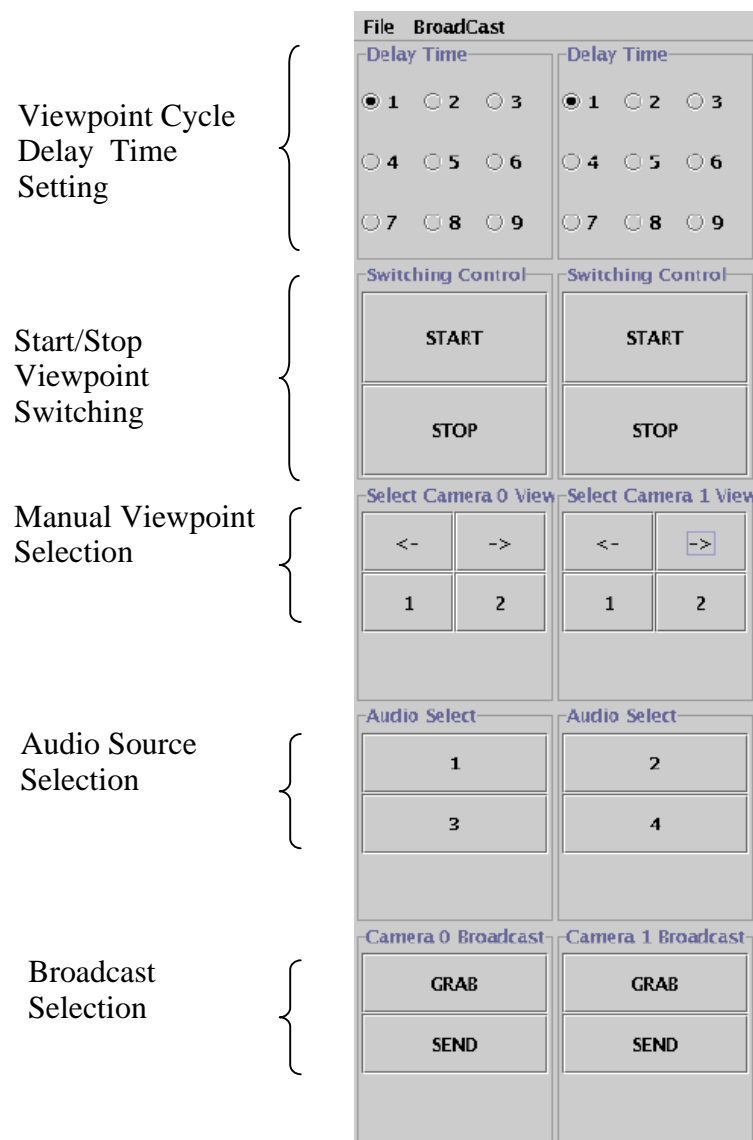 File BroadCast
Viewpoint Cycle
Delay Time
Setting
Delay Time Delay Time
1 2 3 1 2 3
4 5 6 4 5 6
7 8 9 7 8 9
Start/Stop
Viewpoint
Switching
Switching Control Switching Control
START START
STOP STOP
Manual Viewpoint
Selection
Select Camera 0 View Select Camera 1 View
<- -> <- ->
1 2 1 2
Audio Source
Selection
Audio Select Audio Select
1 2
3 4
Broadcast
Selection
Camera 0 Broadcast Camera 1 Broadcast
GRAB GRAB
SEND SEND